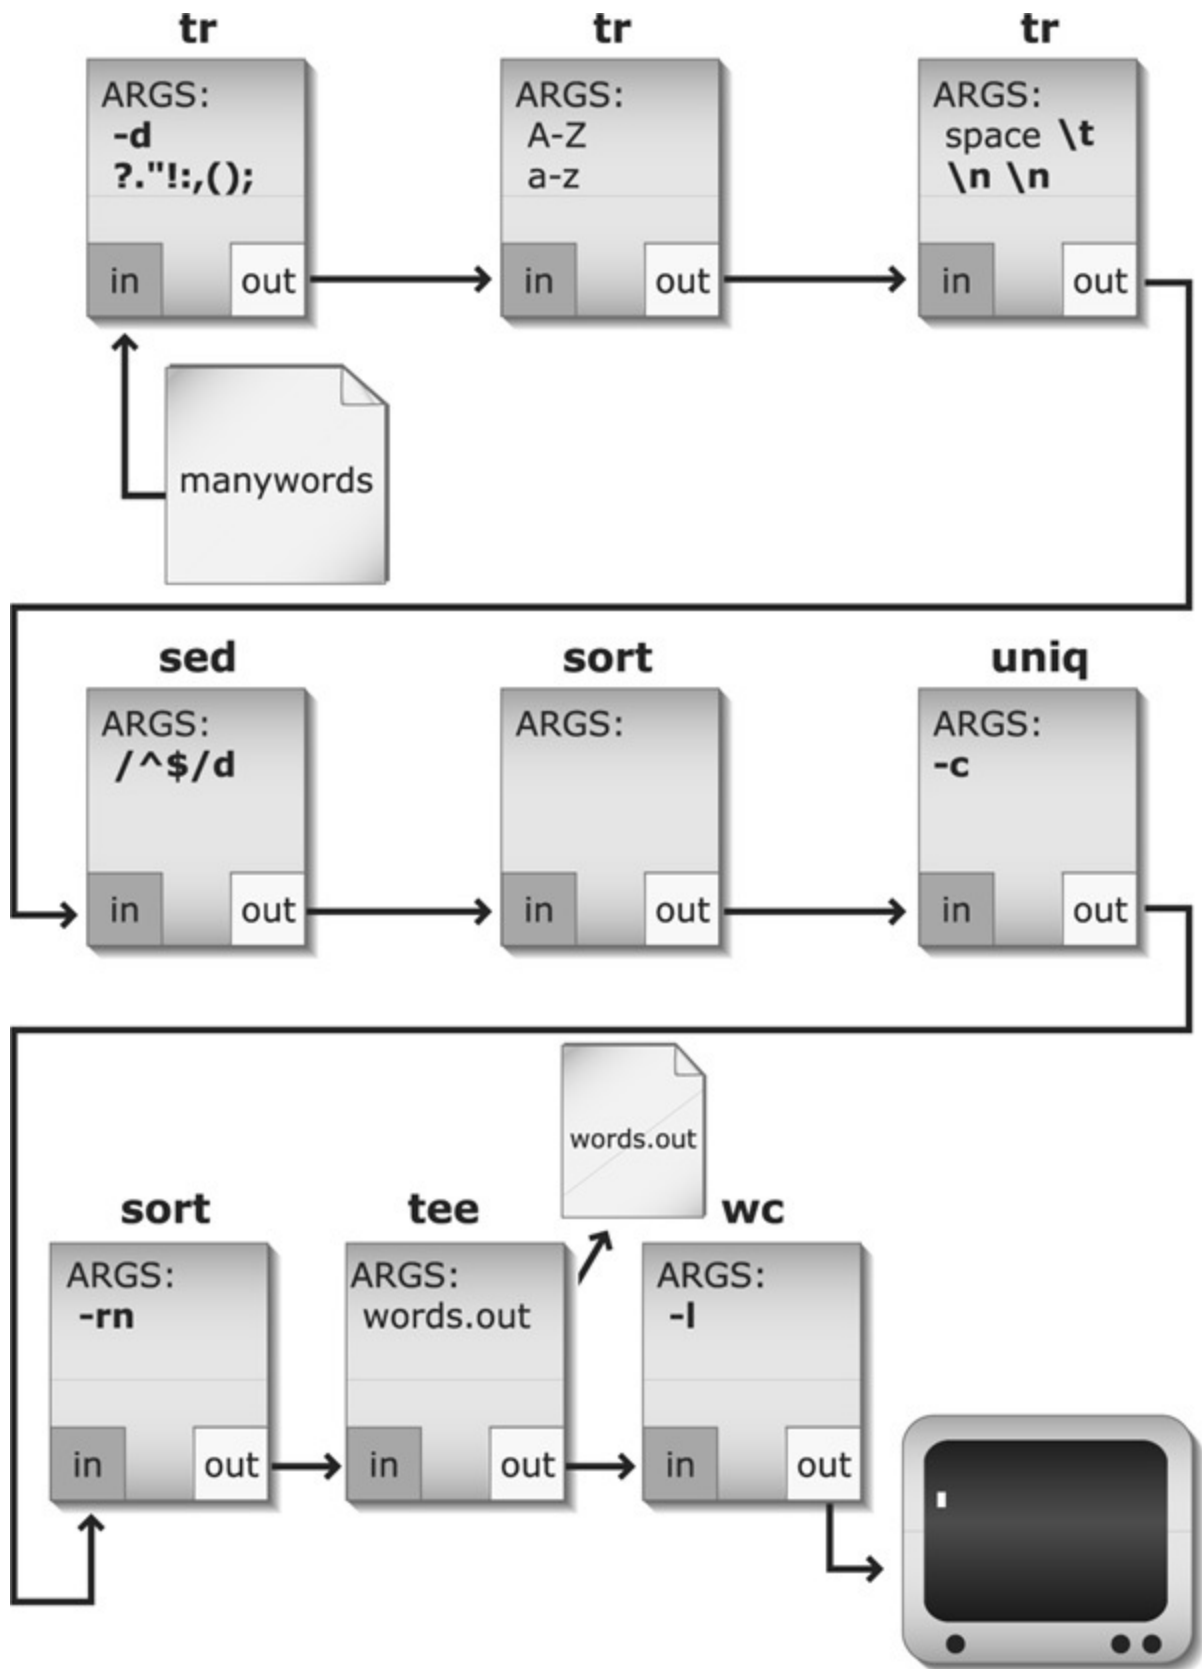 tr
ARGS:
-d
?."!:,();
in out
tr
ARGS:
A-Z
a-z
in out
tr
ARGS:
space \t
\n \n
in out
manywords
sed
ARGS:
/^$/d
in out
sort
ARGS:
in out
uniq
ARGS:
-c
in out
words.out
sort
ARGS:
-rn
in out
tee
ARGS:
words.out
in out
wc
ARGS:
-l
in out